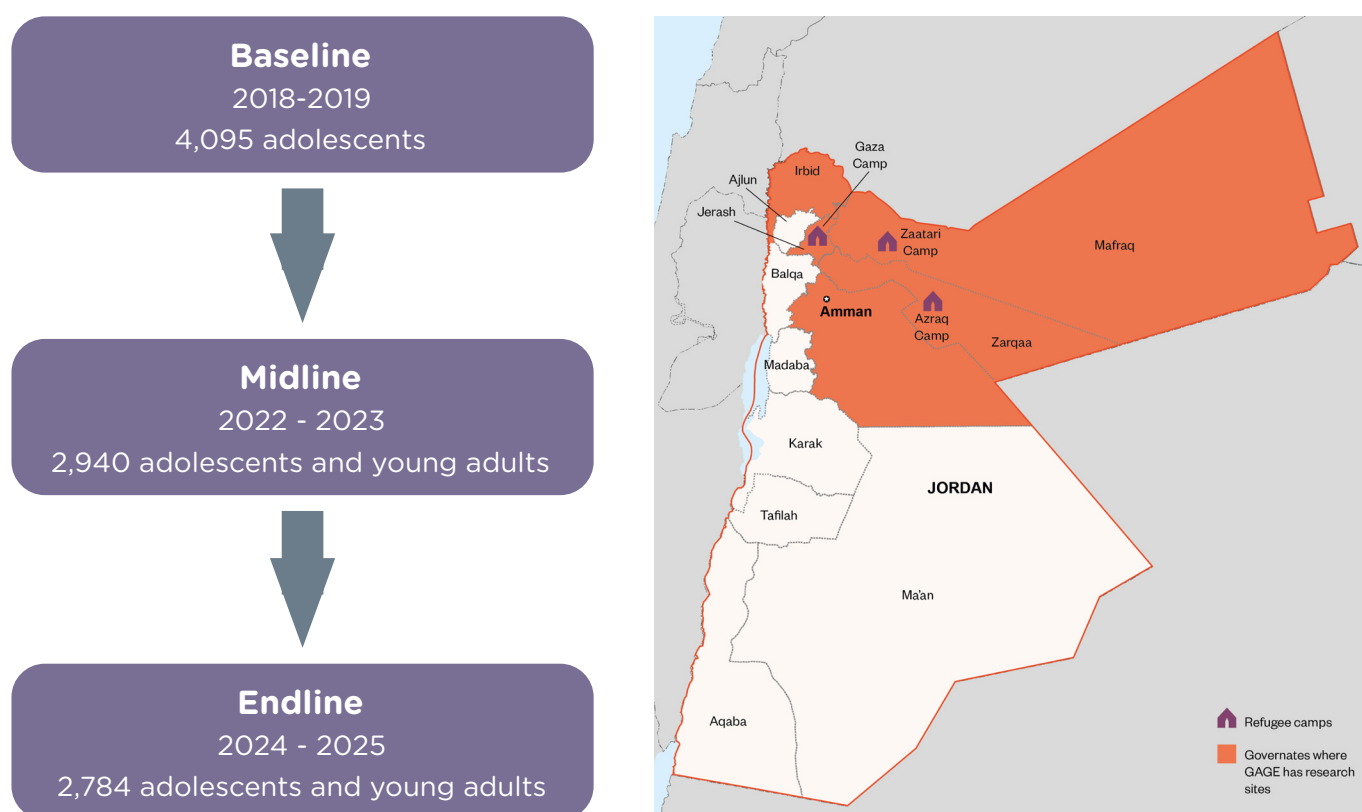 Baseline
2018-2019
4,095 adolescents
Midline
2022 - 2023
2,940 adolescents and young adults
Endline
2024 - 2025
2,784 adolescents and young adults
Gaza
Camp
Irbid
Ajlun
Jerash
Zaatari
Camp
Mafraq
Balqa
Amman
Azraq
Camp
Zarqaa
Madaba
Karak
JORDAN
Tafilah
Ma'an
Aqaba
Refugee camps
Governates where
GAGE has research
sites